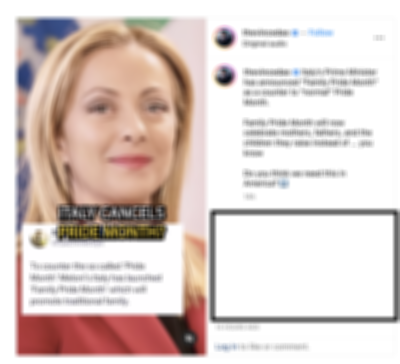 ITALY CANCELS
PRIDE MONTH?
To counter the so-called "Pride
Month" Meloni's Italy has launched
"Family Pride Month" which will
promote traditional family.
Follow
Original audio
Italy's Prime Minister
has announced "Family Pride Month"
as a counter to "normal" Pride
Month.
Family Pride Month will now
celebrate mothers, fathers, and the
children they raise instead of ... you
know
Do you think we need this in
America?
Log in to like or comment.